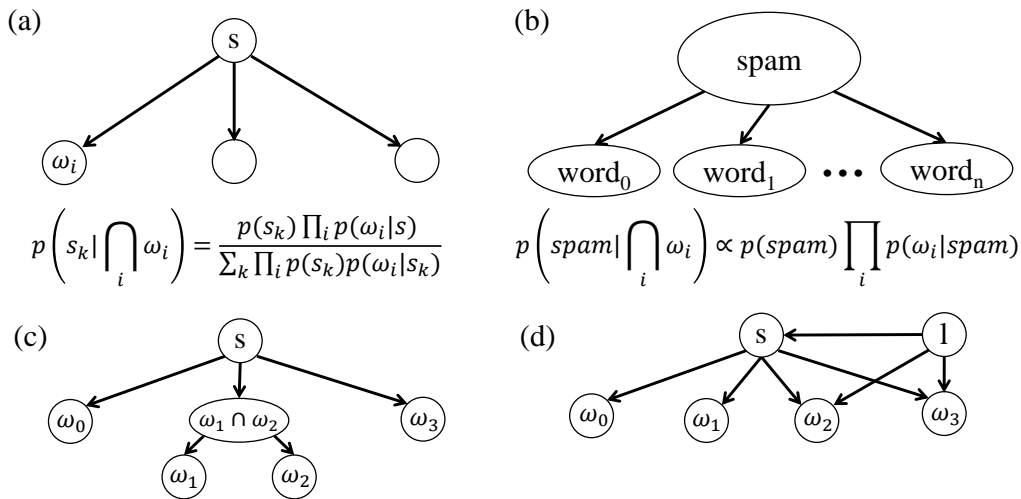 (a)
s
ωᵢ
p(sₖ|⋂ᵢ ωᵢ) = p(sₖ) ∏ᵢ p(ωᵢ|s) / ∑ₖ ∏ᵢ p(sₖ)p(ωᵢ|sₖ)
(b)
spam
word₀ word₁ ••• wordₙ
p(spam|⋂ᵢ ωᵢ) ∝ p(spam) ∏ᵢ p(ωᵢ|spam)
(c)
s
ω₀ ω₁ ∩ ω₂ ω₃
ω₁ ω₂
(d)
s l
ω₀ ω₁ ω₂ ω₃